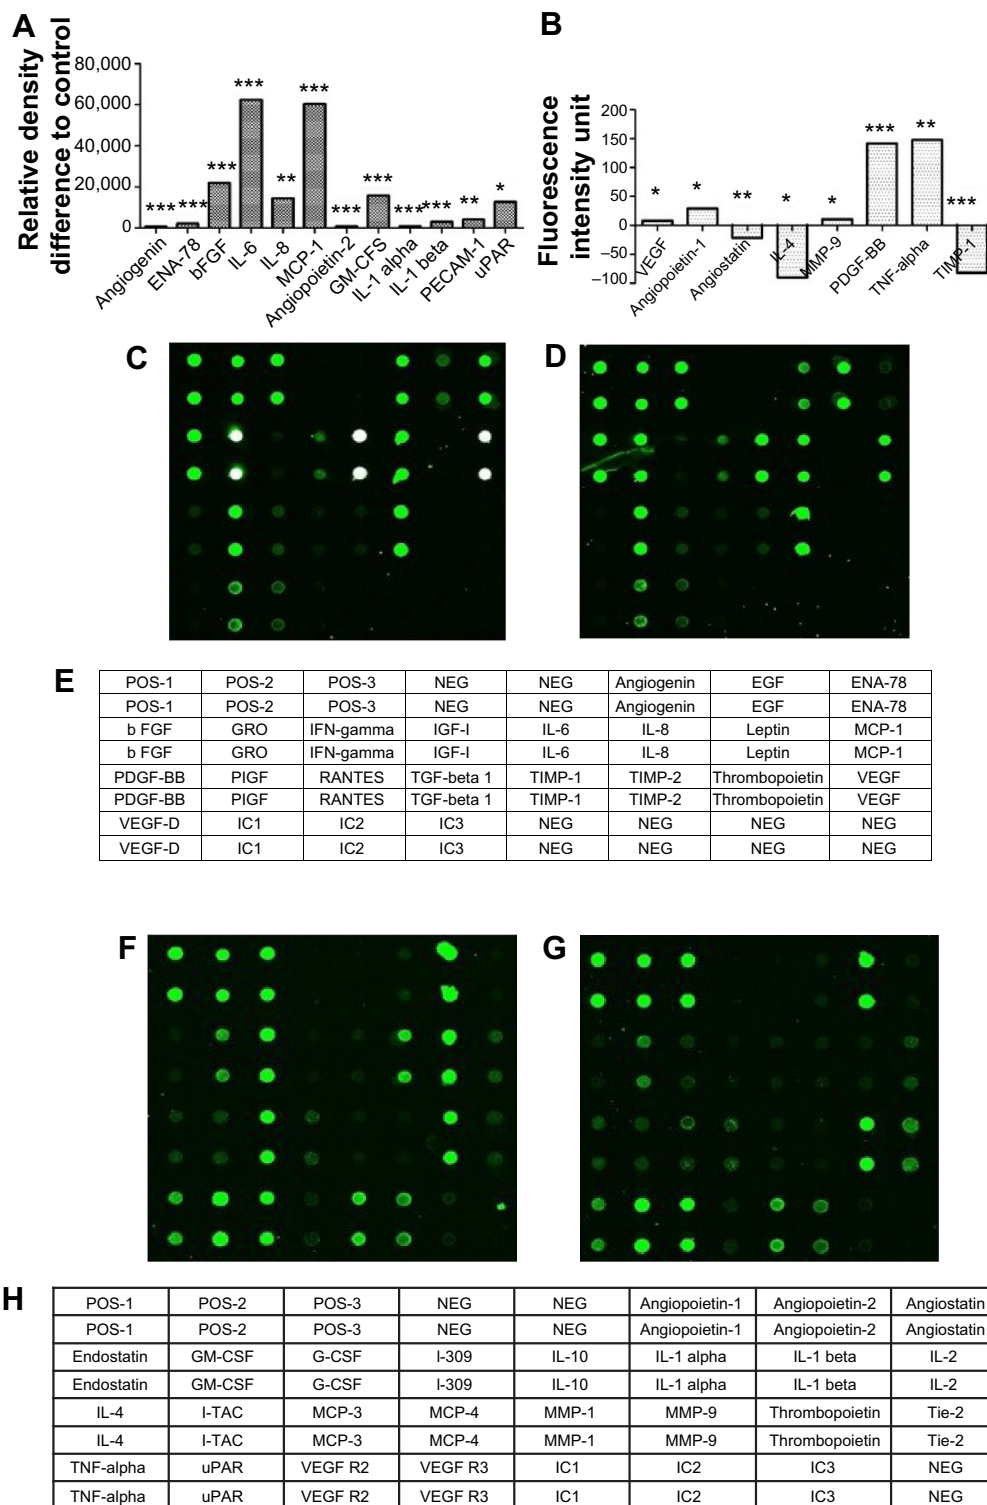 A
Relative density
difference to control
80,000
60,000
40,000
20,000
0
***
***
***
***
**
***
***
***
***
***
**
*
Angiogenin
ENA-78
bFGF
IL-6
IL-8
MCP-1
Angiopoietin-2
GM-CFS
IL-1 alpha
IL-1 beta
PECAM-1
uPAR
B
Fluorescence
intensity unit
200
150
100
50
0
−50
−100
*
*
**
*
*
***
**
***
VEGF
Angiopoietin-1
Angiostatin
IL-4
MMP-9
PDGF-BB
TNF-alpha
TIMP-1
C
D
E
POS-1 POS-2 POS-3 NEG NEG Angiogenin EGF ENA-78
POS-1 POS-2 POS-3 NEG NEG Angiogenin EGF ENA-78
b FGF GRO IFN-gamma IGF-I IL-6 IL-8 Leptin MCP-1
b FGF GRO IFN-gamma IGF-I IL-6 IL-8 Leptin MCP-1
PDGF-BB PIGF RANTES TGF-beta 1 TIMP-1 TIMP-2 Thrombopoietin VEGF
PDGF-BB PIGF RANTES TGF-beta 1 TIMP-1 TIMP-2 Thrombopoietin VEGF
VEGF-D IC1 IC2 IC3 NEG NEG NEG NEG
VEGF-D IC1 IC2 IC3 NEG NEG NEG NEG
F
G
H
POS-1 POS-2 POS-3 NEG NEG Angiopoietin-1 Angiopoietin-2 Angiostatin
POS-1 POS-2 POS-3 NEG NEG Angiopoietin-1 Angiopoietin-2 Angiostatin
Endostatin GM-CSF G-CSF I-309 IL-10 IL-1 alpha IL-1 beta IL-2
Endostatin GM-CSF G-CSF I-309 IL-10 IL-1 alpha IL-1 beta IL-2
IL-4 I-TAC MCP-3 MCP-4 MMP-1 MMP-9 Thrombopoietin Tie-2
IL-4 I-TAC MCP-3 MCP-4 MMP-1 MMP-9 Thrombopoietin Tie-2
TNF-alpha uPAR VEGF R2 VEGF R3 IC1 IC2 IC3 NEG
TNF-alpha uPAR VEGF R2 VEGF R3 IC1 IC2 IC3 NEG